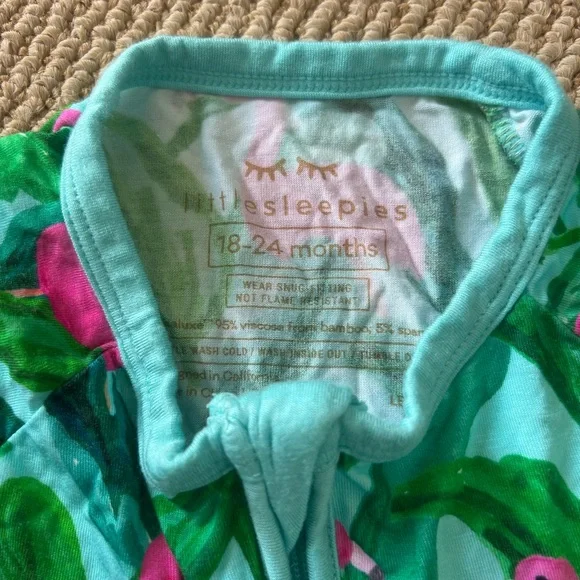 littlesleepies
18-24 months
WEAR SNUG-FITTING
NOT FLAME RESISTANT
95% viscose from bamboo, 5%
WASH COLD / WASH INSIDE OUT / TUMBLE
in California
in